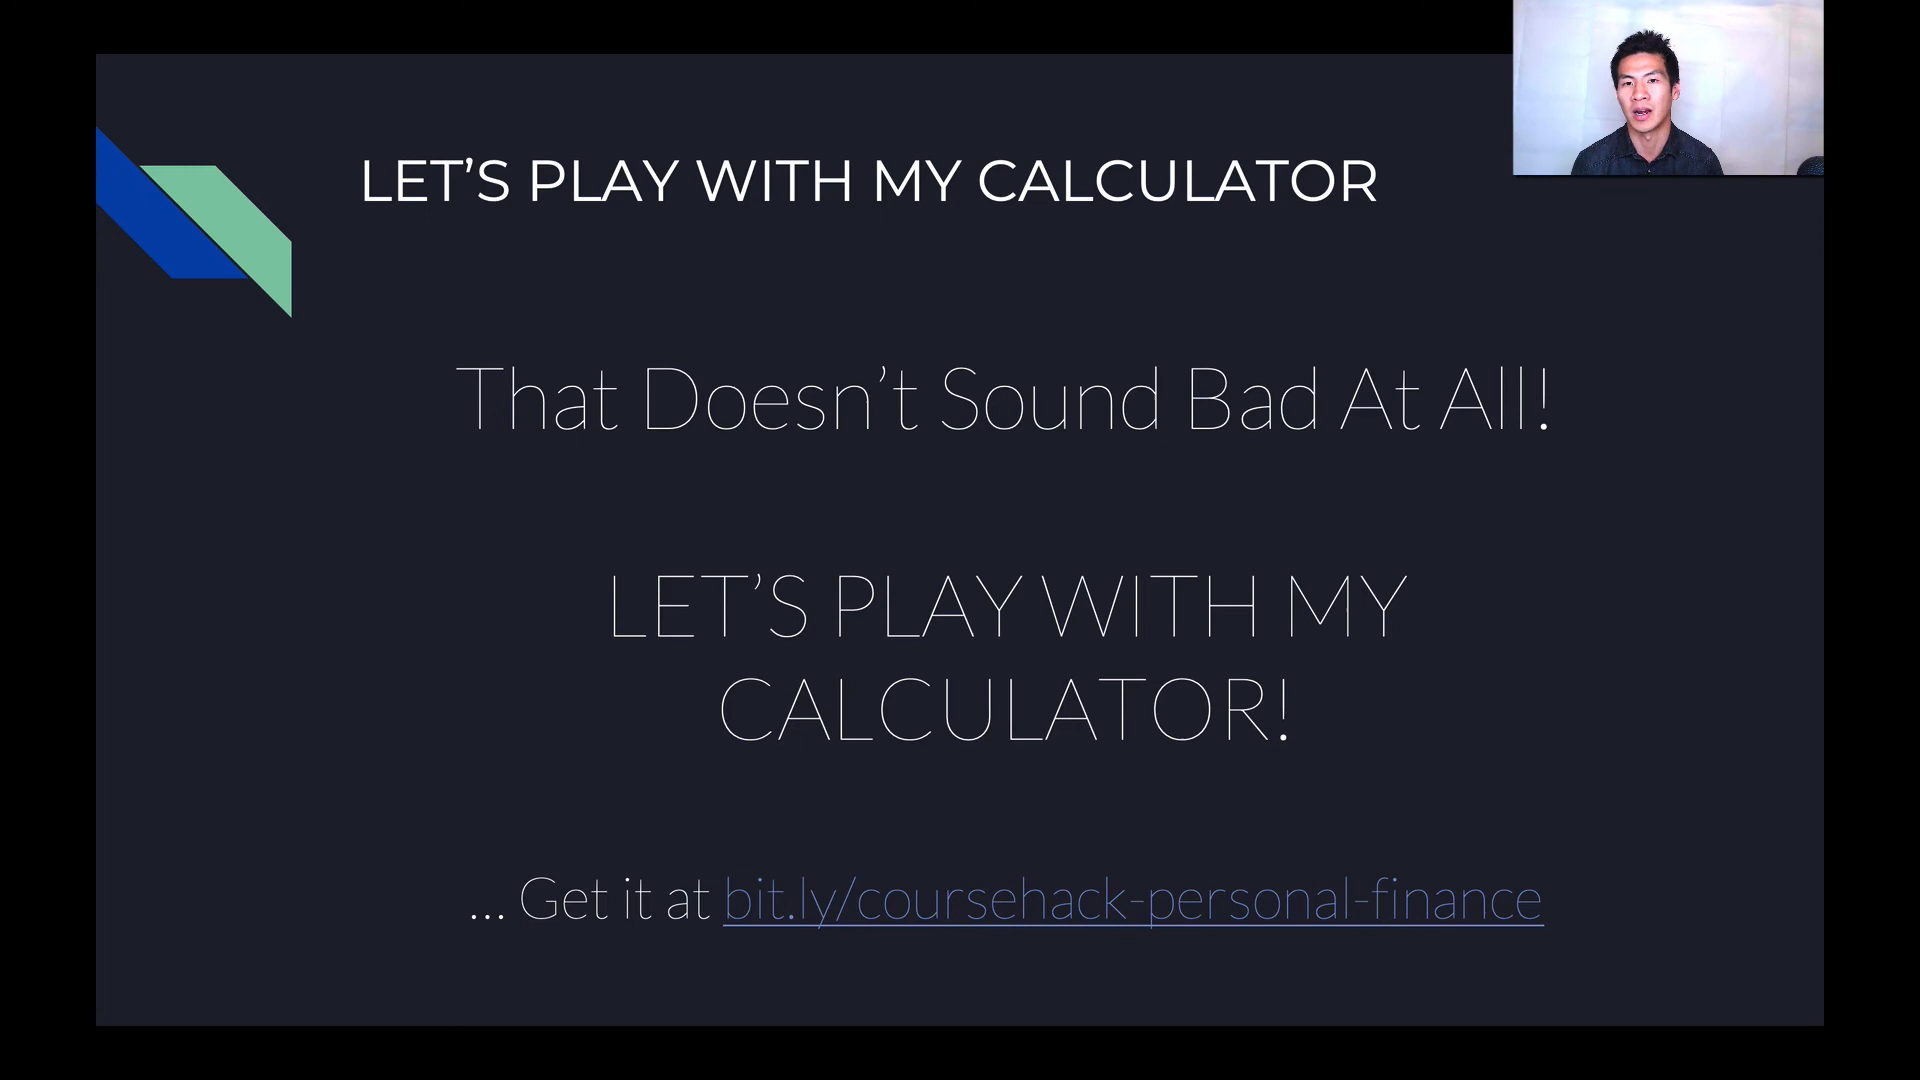 LET’S PLAY WITH MY CALCULATOR
That Doesn’t Sound Bad At All!
LET’S PLAY WITH MY
CALCULATOR!
... Get it at bit.ly/coursehack-personal-finance